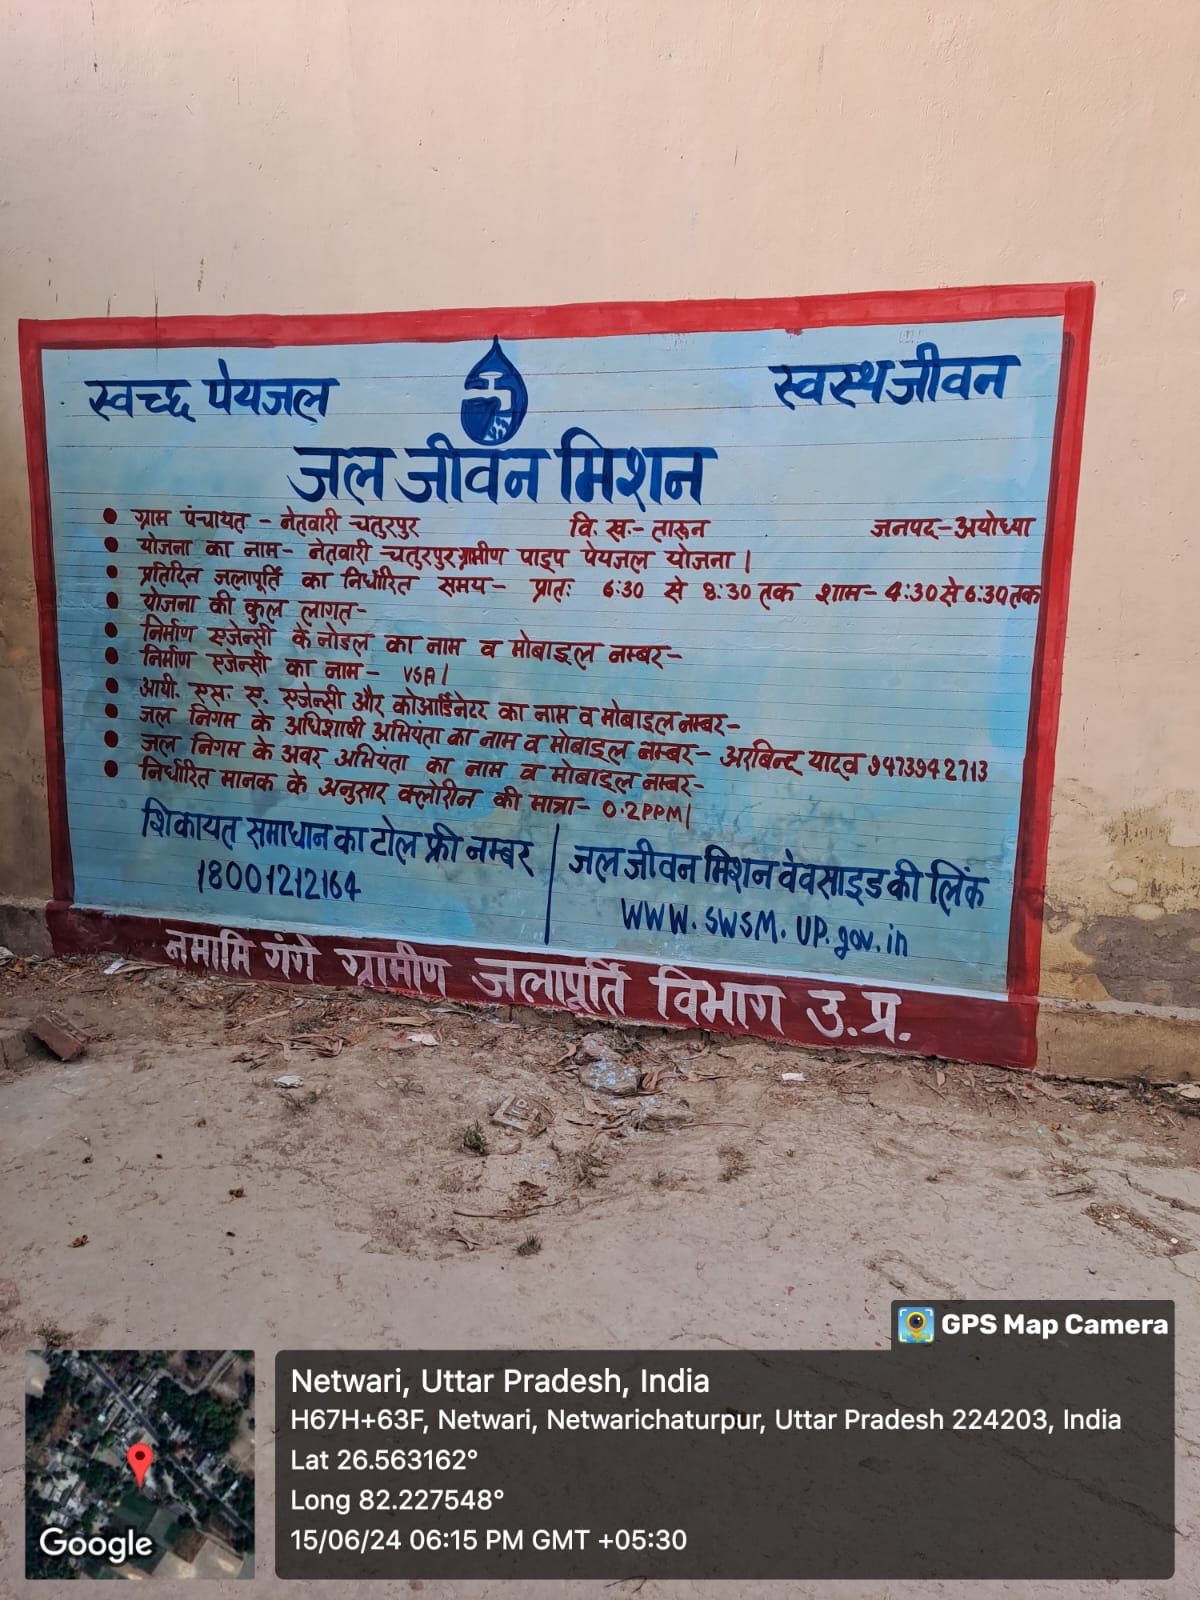 स्वच्छ पेयजल
स्वस्थ जीवन
जल जीवन मिशन
ग्राम पंचायत - नेतवारी चतुरपुर वि. ख:- तारून जनपद- अयोध्या
योजना का नाम- नेतवारी चतुरपुर ग्रामीण पाइप पेयजल योजना।
प्रतिदिन जलापूर्ति का निर्धारित समय- प्रातः 6:30 से 8:30 तक शाम- 4:30 से 6:30 तक
योजना की कुल लागत-
निर्माण एजेन्सी के नोडल का नाम व मोबाइल नम्बर-
निर्माण एजेन्सी का नाम- VSA।
आयी. एस. ए. एजेन्सी और कोआर्डिनेटर का नाम व मोबाइल नम्बर-
जल निगम के अधिशाषी अभियंता का नाम व मोबाइल नम्बर- अरबिन्द यादव 9473942713
जल निगम के अवर अभियंता का नाम व मोबाइल नम्बर-
निर्धारित मानक के अनुसार क्लोरीन की मात्रा- 0.2PPM।
शिकायत समाधान का टोल फ्री नम्बर
18001212164
जल जीवन मिशन वेवसाइड की लिंक
WWW.SWSM.UP.gov.in
नमामि गंगे ग्रामीण जलापूर्ति विभाग उ.प्र.
GPS Map Camera
Netwari, Uttar Pradesh, India
H67H+63F, Netwari, Netwarichaturpur, Uttar Pradesh 224203, India
Lat 26.563162°
Long 82.227548°
15/06/24 06:15 PM GMT +05:30
Google